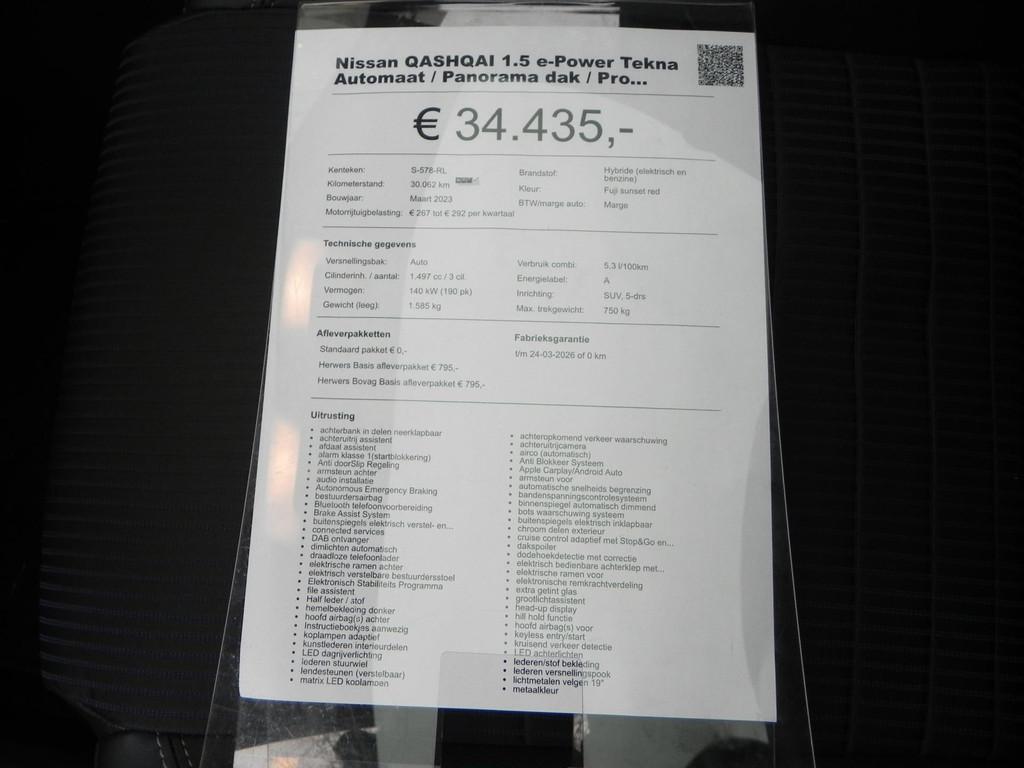 Nissan QASHQAI 1.5 e-Power Tekna
Automaat / Panorama dak / Pro...
€ 34.435,-
Kenteken: S-578-RL
Kilometerstand: 30.062 km
Bouwjaar: Maart 2023
Motorrijtuigbelasting: € 267 tot € 292 per kwartaal
Brandstof: Hybride (elektrisch en
benzine)
Kleur: Fuji sunset red
BTW/marge auto: Marge
Technische gegevens
Versnellingsbak: Auto
Cilinderinh. / aantal: 1.497 cc / 3 cil.
Vermogen: 140 kW (190 pk)
Gewicht (leeg): 1.585 kg
Verbruik combi: 5,3 l/100km
Energielabel: A
Inrichting: SUV, 5-drs
Max. trekgewicht: 750 kg
Afleverpakketten
Standaard pakket € 0,-
Herwers Basis afleverpakket € 795,-
Herwers Bovag Basis afleverpakket € 795,-
Fabrieksgarantie
t/m 24-03-2026 of 0 km
Uitrusting
• achterbank in delen neerklapbaar
• achteruitrij assistent
• afdaal assistent
• alarm klasse 1(startblokkering)
• Anti doorSlip Regeling
• armsteun achter
• audio installatie
• Autonomous Emergency Braking
• bestuurdersairbag
• Bluetooth telefoonvoorbereiding
• Brake Assist System
• buitenspiegels elektrisch verstel- en...
• connected services
• DAB ontvanger
• dimlichten automatisch
• draadloze telefoonlader
• elektrische ramen achter
• elektrisch verstelbare bestuurdersstoel
• Elektronisch Stabiliteits Programma
• file assistent
• Half leder / stof
• hemelbekleding donker
• hoofd airbag(s) achter
• Instructieboekjes aanwezig
• koplampen adaptief
• kunstlederen interieurdelen
• LED dagrijverlichting
• lederen stuurwiel
• lendesteunen (verstelbaar)
• matrix LED koplampen
• achteropkomend verkeer waarschuwing
• achteruitrijcamera
• airco (automatisch)
• Anti Blokkeer Systeem
• Apple Carplay/Android Auto
• armsteun voor
• automatische snelheids begrenzing
• bandenspanningscontrolesysteem
• binnenspiegel automatisch dimmend
• bots waarschuwing systeem
• buitenspiegels elektrisch inklapbaar
• chroom delen exterieur
• cruise control adaptief met Stop&Go en...
• dakspoiler
• dodehoekdetectie met correctie
• elektrisch bedienbare achterklep met...
• elektrische ramen voor
• elektronische remkrachtverdeling
• extra getint glas
• grootlichtassistent
• head-up display
• hill hold functie
• hoofd airbag(s) voor
• keyless entry/start
• kruisend verkeer detectie
• LED achterlichten
• lederen/stof bekleding
• lederen versnellingspook
• lichtmetalen velgen 19"
• metaalkleur